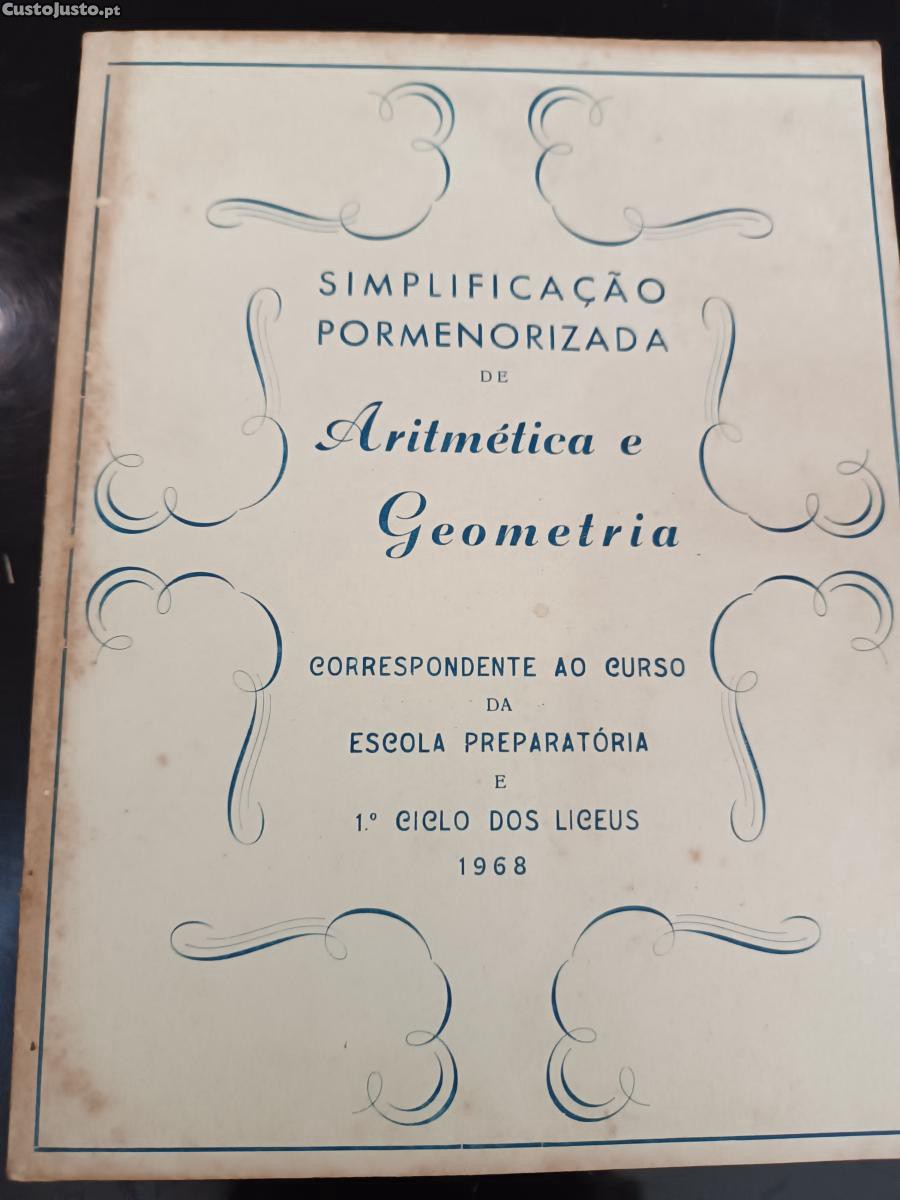 CustoJusto.pt
SIMPLIFICAÇÃO
PORMENORIZADA
DE
Aritmética e
Geometria
CORRESPONDENTE AO CURSO
DA
ESCOLA PREPARATÓRIA
E
1.º CICLO DOS LICEUS
1968